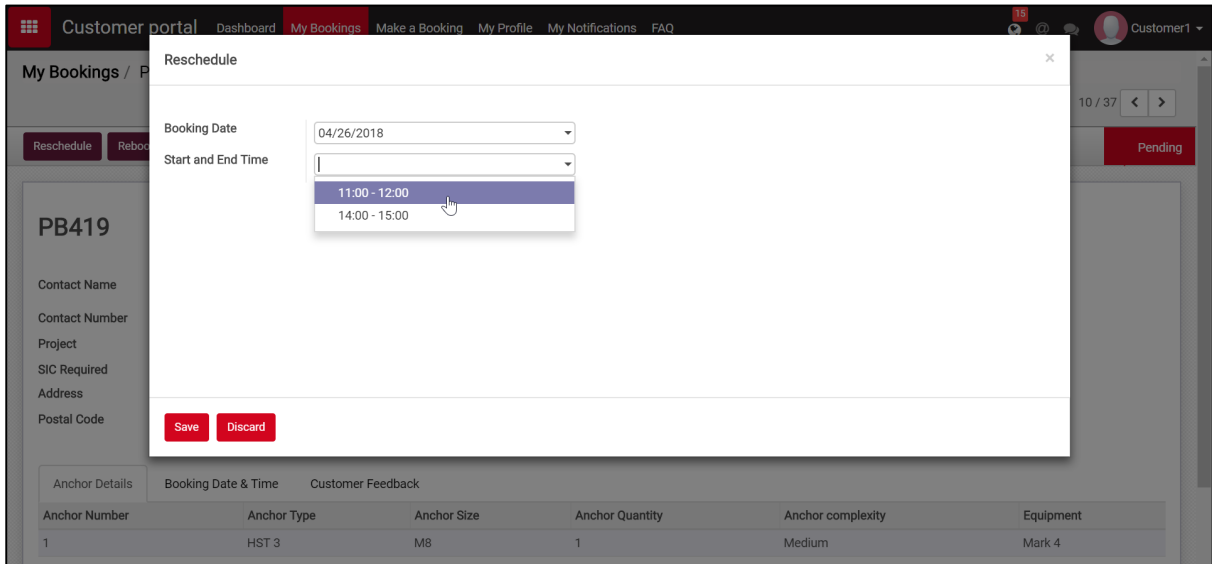 Customer portal Dashboard My Bookings Make a Booking My Profile My Notifications FAQ 15 @ Customer1
My Bookings / P
10 / 37
Reschedule Reboo Pending
Reschedule ×
Booking Date 04/26/2018
Start and End Time
11:00 - 12:00
14:00 - 15:00
Save Discard
PB419
Contact Name
Contact Number
Project
SIC Required
Address
Postal Code
Anchor Details Booking Date & Time Customer Feedback
Anchor Number Anchor Type Anchor Size Anchor Quantity Anchor complexity Equipment
1 HST 3 M8 1 Medium Mark 4